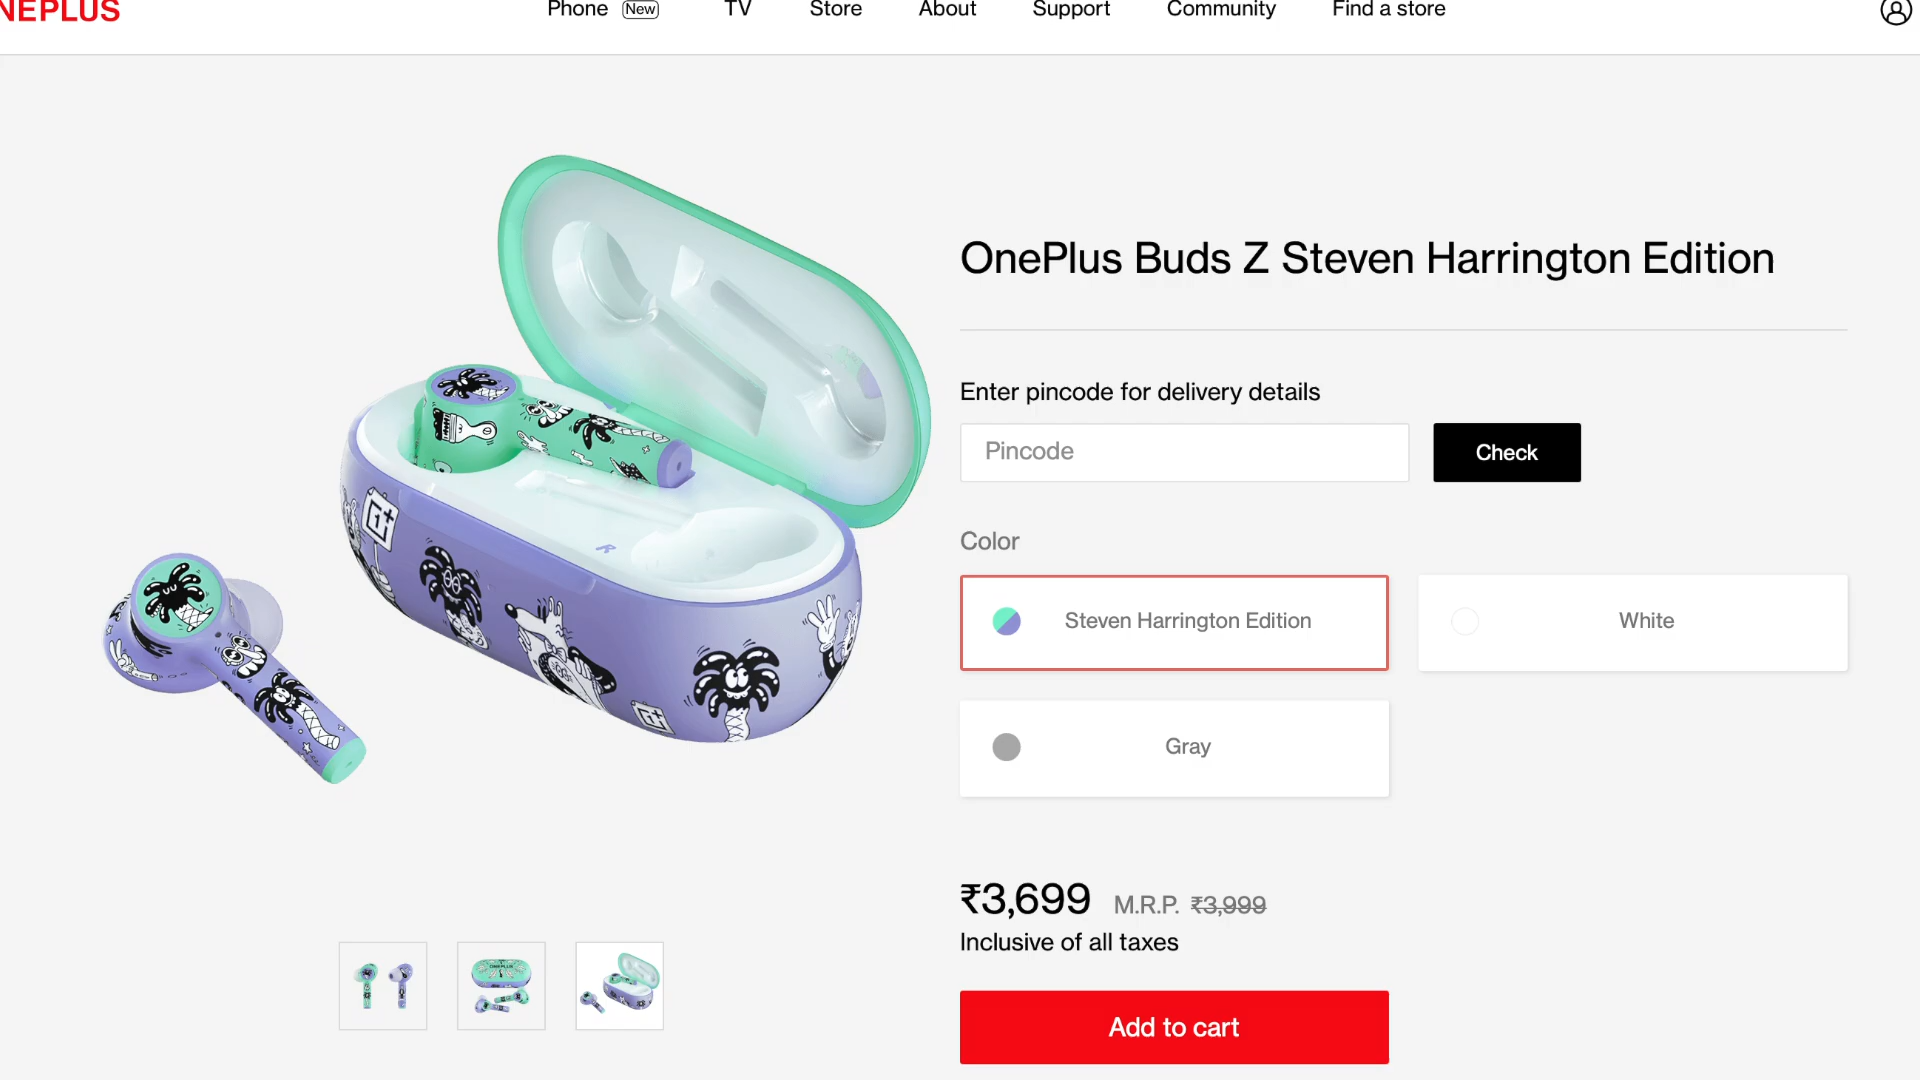 NEPLUS
Phone New TV Store About Support Community Find a store
OnePlus Buds Z Steven Harrington Edition
Enter pincode for delivery details
Pincode
Check
Color
Steven Harrington Edition
White
Gray
₹3,699 M.R.P. ₹3,999
Inclusive of all taxes
Add to cart
R
ONEPLUS